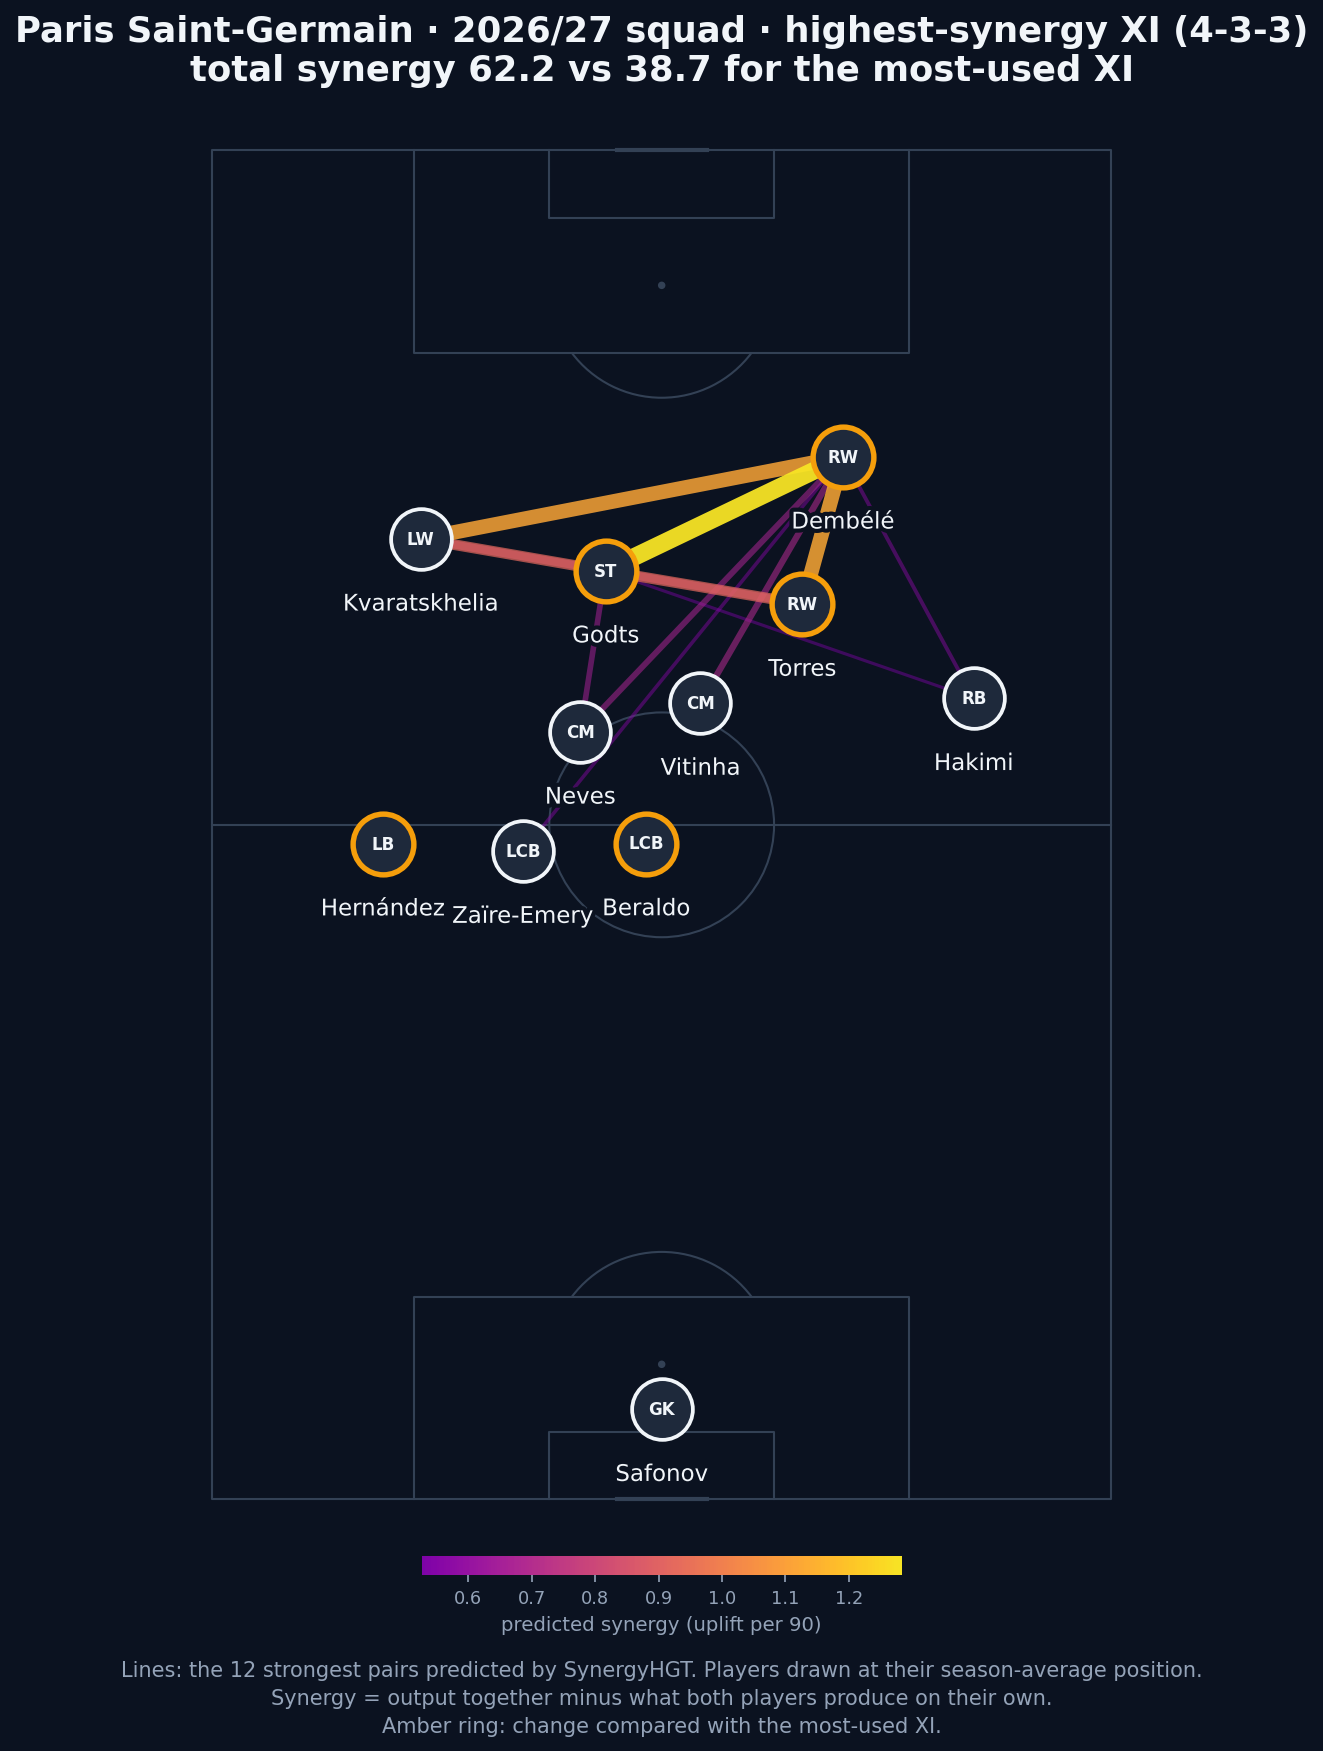 Paris Saint-Germain · 2026/27 squad · highest-synergy XI (4-3-3)
total synergy 62.2 vs 38.7 for the most-used XI
RW
Dembélé
LW
Kvaratskhelia
ST
Godts
RW
Torres
RB
Hakimi
CM
Vitinha
CM
Neves
LB
Hernández
LCB
Zaïre-Emery
LCB
Beraldo
GK
Safonov
0.6 0.7 0.8 0.9 1.0 1.1 1.2
predicted synergy (uplift per 90)
Lines: the 12 strongest pairs predicted by SynergyHGT. Players drawn at their season-average position.
Synergy = output together minus what both players produce on their own.
Amber ring: change compared with the most-used XI.